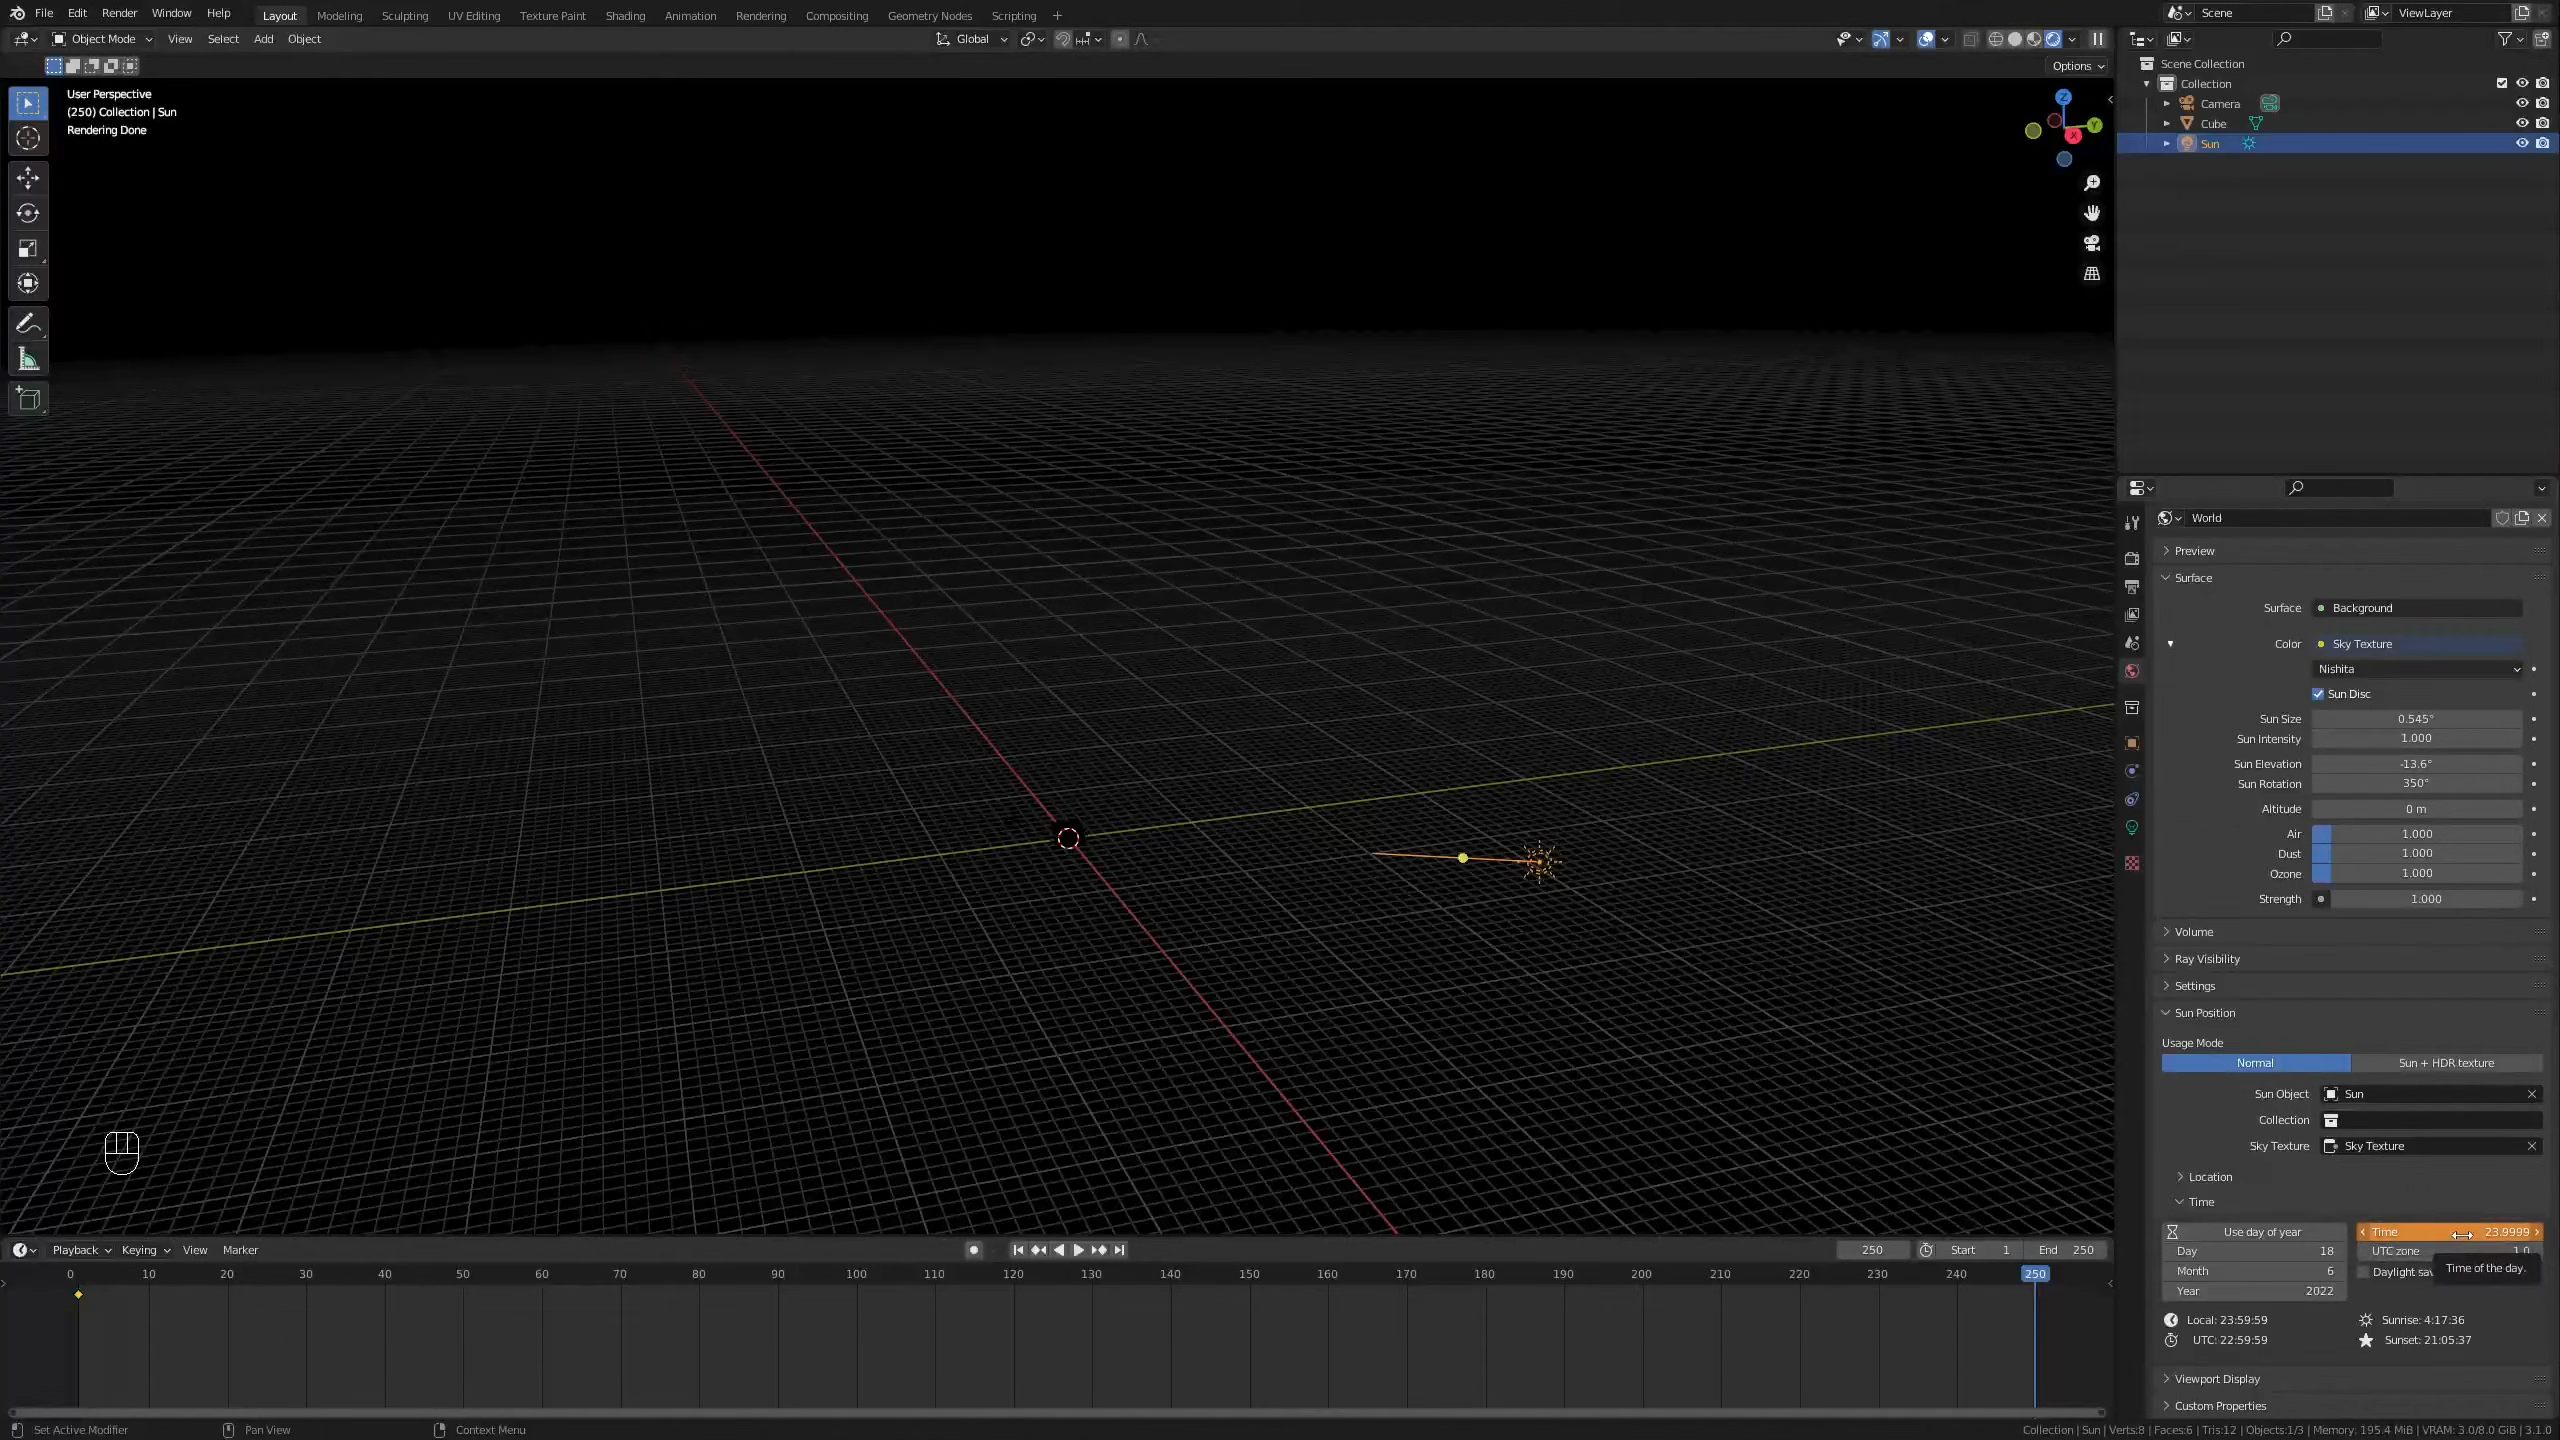 File Edit Render Window Help Layout Modeling Sculpting UV Editing Texture Paint Shading Animation Rendering Compositing Geometry Nodes Scripting Scene ViewLayer
Object Mode View Select Add Object Global
Options
User Perspective
(250) Collection | Sun
Rendering Done
Z
Y
X
Scene Collection
Collection
Camera
Cube
Sun
World
Preview
Surface
Surface Background
Color Sky Texture
Nishita
Sun Disc
Sun Size 0.545°
Sun Intensity 1.000
Sun Elevation -13.6°
Sun Rotation 350°
Altitude 0 m
Air 1.000
Dust 1.000
Ozone 1.000
Strength 1.000
Volume
Ray Visibility
Settings
Sun Position
Usage Mode
Normal Sun + HDR texture
Sun Object Sun
Collection
Sky Texture Sky Texture
Location
Time
Use day of year Time 23.9999
Day 18 UTC zone 1.0
Month 6 Daylight sav
Time of the day.
Year 2022
Local: 23:59:59 Sunrise: 4:17:36
UTC: 22:59:59 Sunset: 21:05:37
Viewport Display
Custom Properties
Playback Keying View Marker 250 Start 1 End 250
0 10 20 30 40 50 60 70 80 90 100 110 120 130 140 150 160 170 180 190 200 210 220 230 240 250
Set Active Modifier Pan View Context Menu Collection | Sun | Verts:8 | Faces:6 | Tris:12 | Objects:1/3 | Memory: 195.4 MiB | VRAM: 3.0/8.0 GiB | 3.1.0